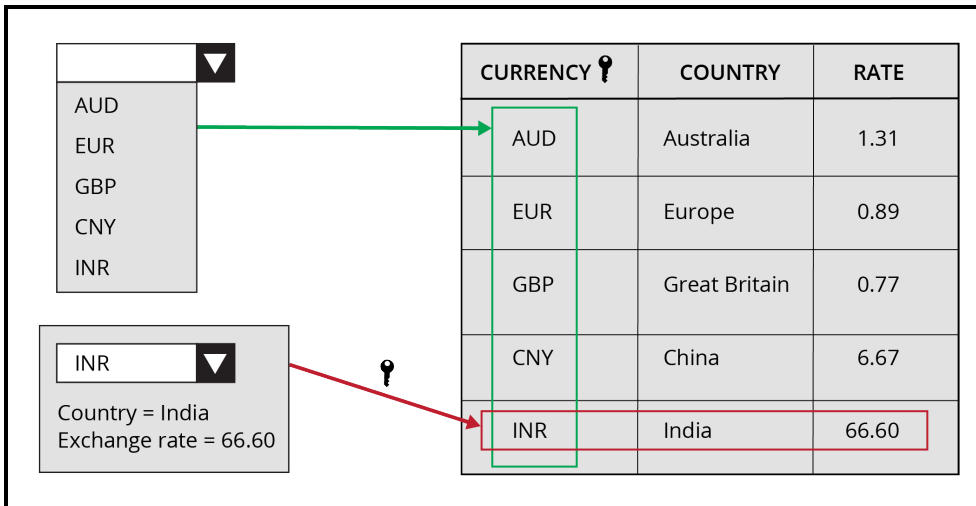 AUD
EUR
GBP
CNY
INR
INR
Country = India
Exchange rate = 66.60
CURRENCY COUNTRY RATE
AUD Australia 1.31
EUR Europe 0.89
GBP Great Britain 0.77
CNY China 6.67
INR India 66.60